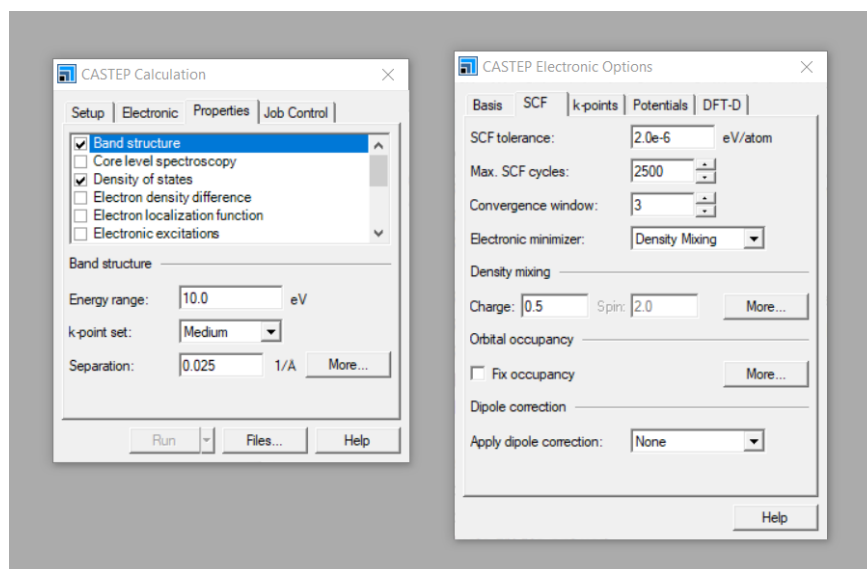 CASTEP Calculation
Setup Electronic Properties Job Control
Band structure
Core level spectroscopy
Density of states
Electron density difference
Electron localization function
Electronic excitations
Band structure
Energy range: 10.0 eV
k-point set: Medium
Separation: 0.025 1/Å More...
Run Files... Help
CASTEP Electronic Options
Basis SCF k-points Potentials DFT-D
SCF tolerance: 2.0e-6 eV/atom
Max. SCF cycles: 2500
Convergence window: 3
Electronic minimizer: Density Mixing
Density mixing
Charge: 0.5 Spin: 2.0 More...
Orbital occupancy
Fix occupancy More...
Dipole correction
Apply dipole correction: None
Help